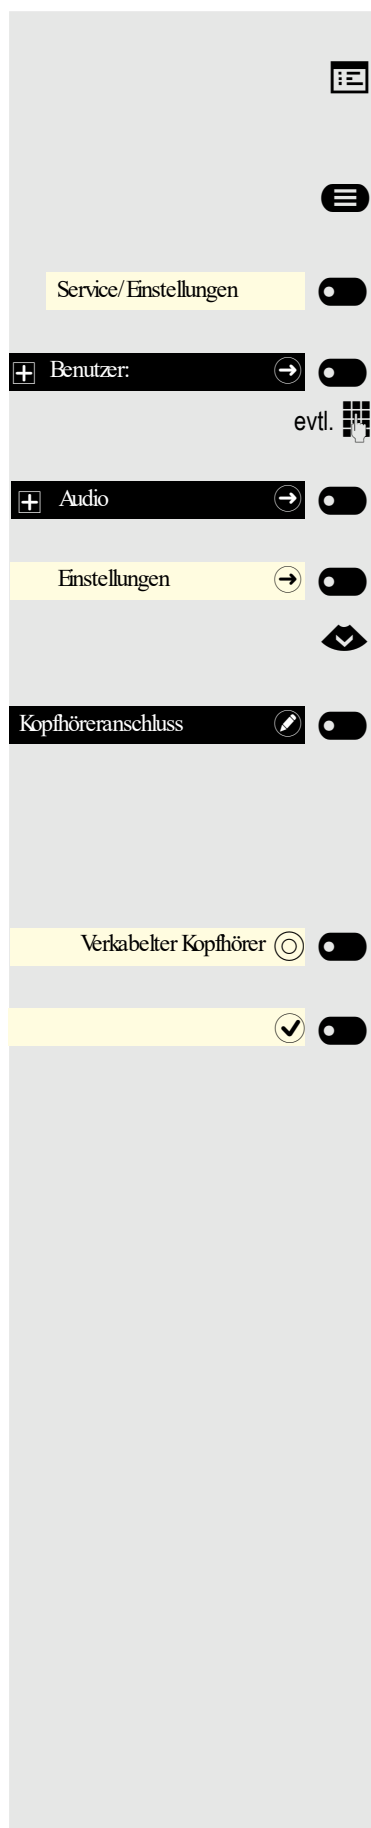 Service/Einstellungen
Benutzer:
evtl.
Audio
Einstellungen
Kopfhöreranschluss
Verkabelter Kopfhörer